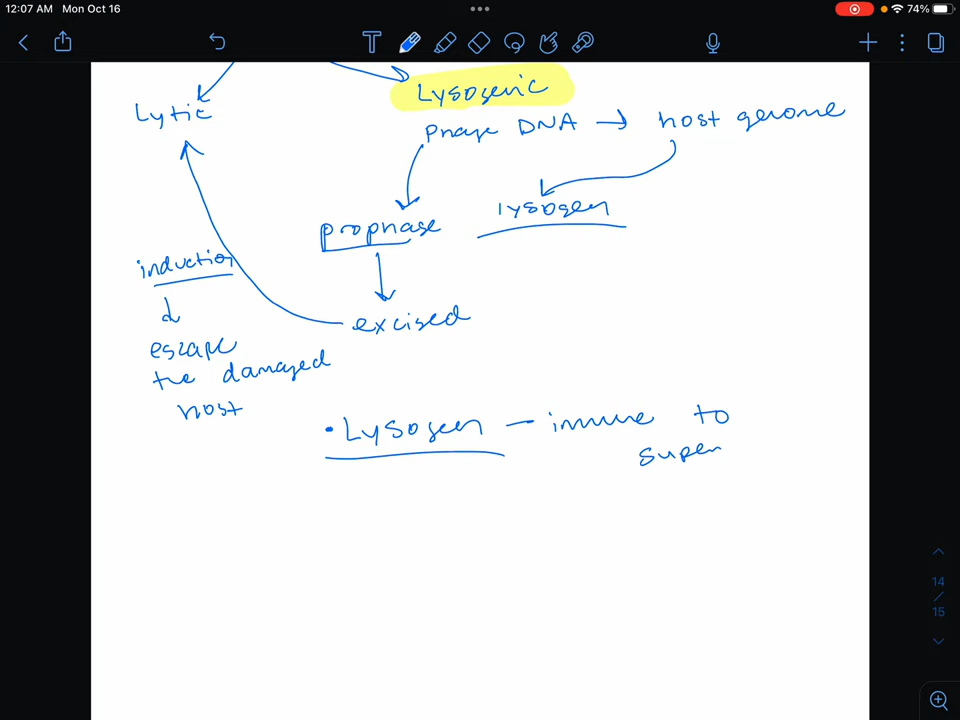 12:07 AM Mon Oct 16
74%
Lysogenic
Lytic
Phage DNA → host genome
lysogen
prophase
induction
excised
escape
the damaged
host
• Lysogen — immune to
super
14
/
15